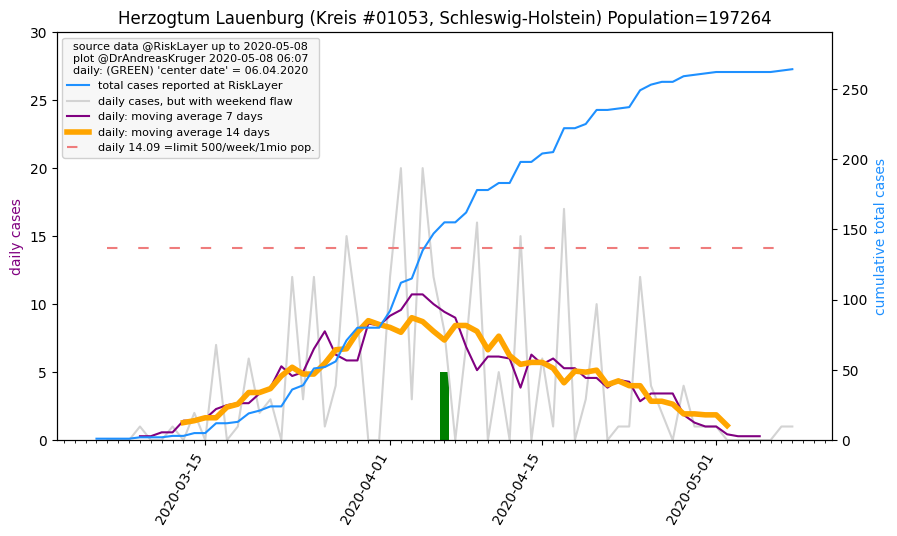 Herzogtum Lauenburg (Kreis #01053, Schleswig-Holstein) Population=197264
source data @RiskLayer up to 2020-05-08
plot @DrAndreasKruger 2020-05-08 06:07
daily: (GREEN) 'center date' = 06.04.2020
total cases reported at RiskLayer
daily cases, but with weekend flaw
daily: moving average 7 days
daily: moving average 14 days
daily 14.09 =limit 500/week/1mio pop.
daily cases
30
25
20
15
10
5
0
cumulative total cases
250
200
150
100
50
0
2020-03-15
2020-04-01
2020-04-15
2020-05-01